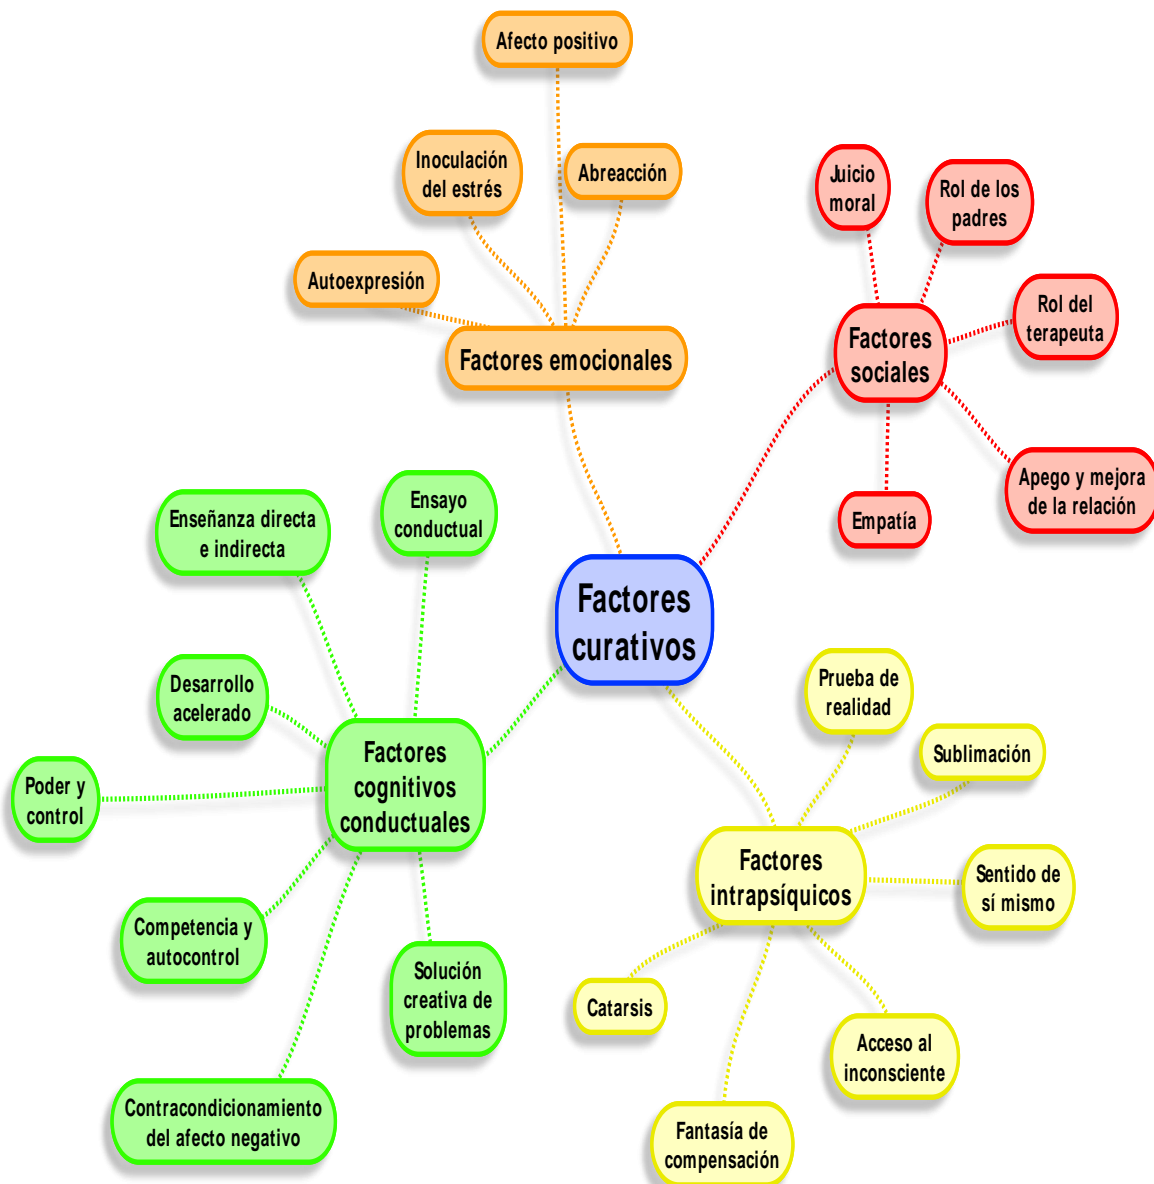 Afecto positivo
Inoculación
del estrés
Abreacción
Autoexpresión
Factores emocionales
Juicio
moral
Rol de los
padres
Rol del
terapeuta
Factores
sociales
Apego y mejora
de la relación
Empatía
Enseñanza directa
e indirecta
Ensayo
conductual
Factores
curativos
Desarrollo
acelerado
Poder y
control
Factores
cognitivos
conductuales
Competencia y
autocontrol
Solución
creativa de
problemas
Contracondicionamiento
del afecto negativo
Prueba de
realidad
Sublimación
Factores
intrapsíquicos
Sentido de
sí mismo
Catarsis
Acceso al
inconsciente
Fantasía de
compensación